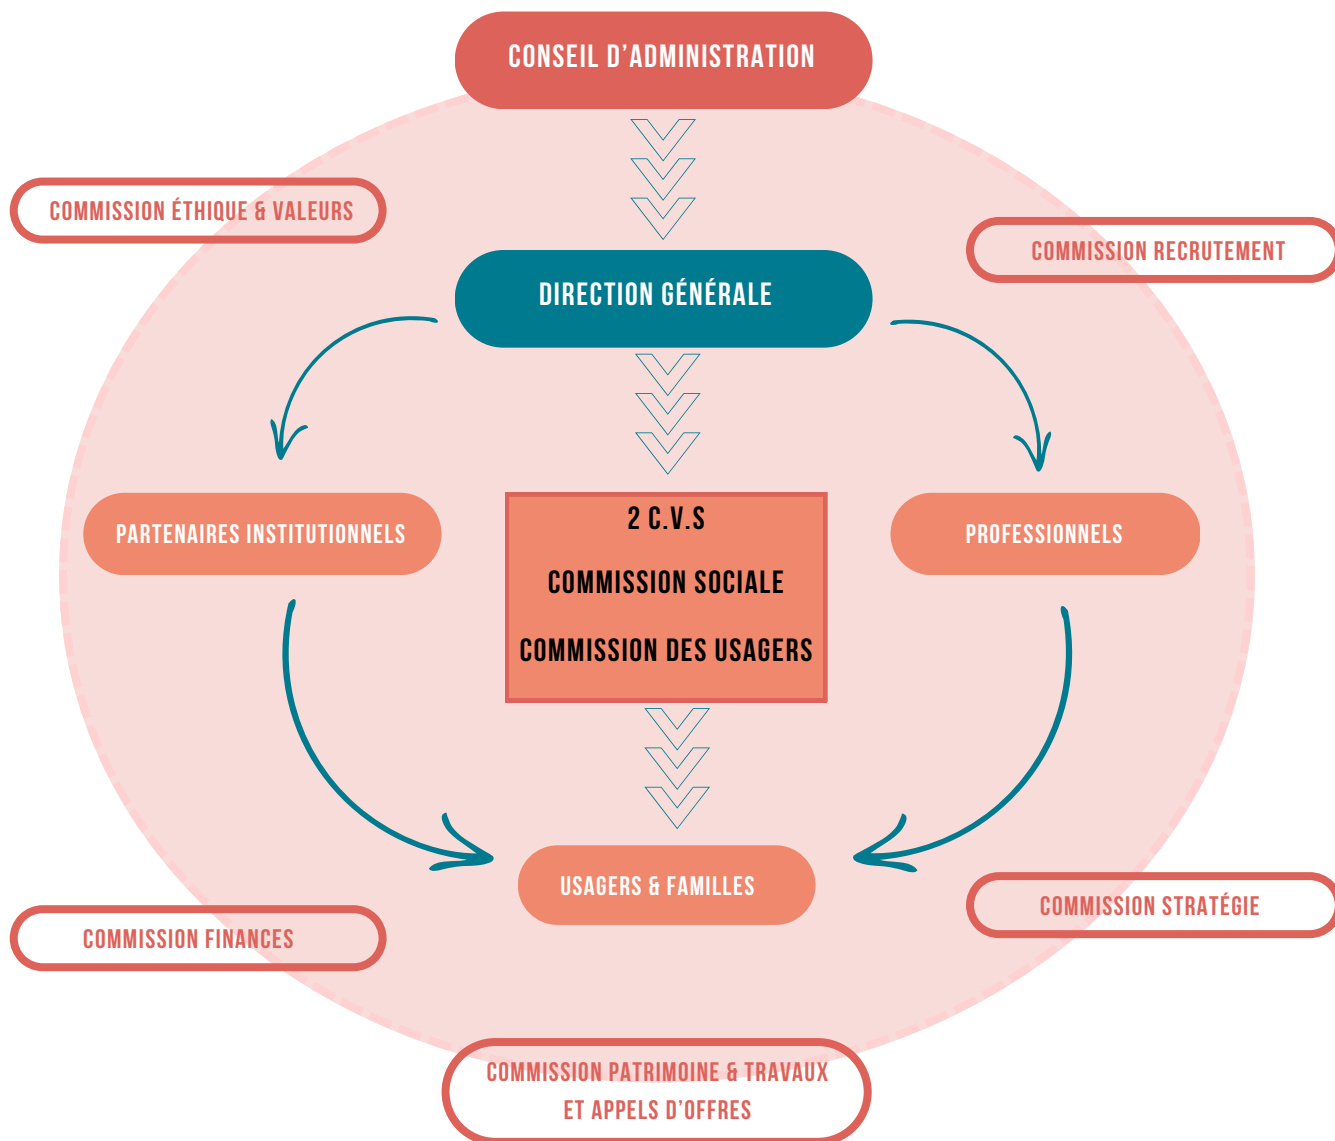 CONSEIL D'ADMINISTRATION
COMMISSION ÉTHIQUE & VALEURS
COMMISSION RECRUTEMENT
DIRECTION GÉNÉRALE
PARTENAIRES INSTITUTIONNELS
2 C.V.S
COMMISSION SOCIALE
COMMISSION DES USAGERS
PROFESSIONNELS
USAGERS & FAMILLES
COMMISSION FINANCES
COMMISSION STRATÉGIE
COMMISSION PATRIMOINE & TRAVAUX
ET APPELS D'OFFRES